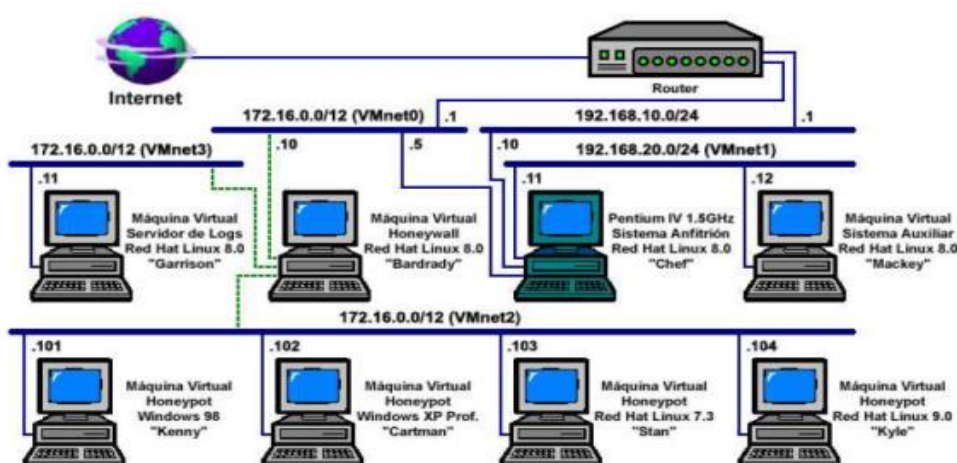 Internet
Router
172.16.0.0/12 (VMnet0)
.1
192.168.10.0/24
.1
172.16.0.0/12 (VMnet3)
.10
.5
.10
192.168.20.0/24 (VMnet1)
.11
.11
.12
Máquina Virtual
Servidor de Logs
Red Hat Linux 8.0
"Garrison"
Máquina Virtual
Honeywall
Red Hat Linux 8.0
"Bardrady"
Pentium IV 1.5GHz
Sistema Anfitrión
Red Hat Linux 8.0
"Chef"
Máquina Virtual
Sistema Auxiliar
Red Hat Linux 8.0
"Mackey"
172.16.0.0/12 (VMnet2)
.101
.102
.103
.104
Máquina Virtual
Honeypot
Windows 98
"Kenny"
Máquina Virtual
Honeypot
Windows XP Prof.
"Cartman"
Máquina Virtual
Honeypot
Red Hat Linux 7.3
"Stan"
Máquina Virtual
Honeypot
Red Hat Linux 9.0
"Kyle"